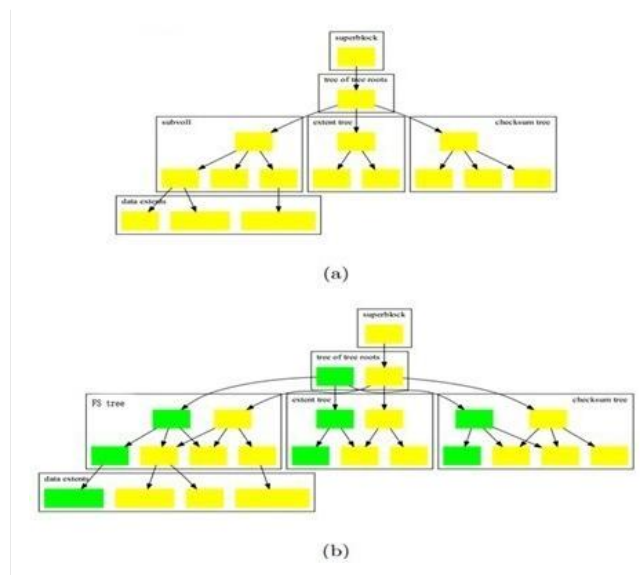 superblock
tree of tree roots
subvol1
extent tree
checksum tree
data extents
(a)
superblock
tree of tree roots
FS tree
extent tree
checksum tree
data extents
(b)